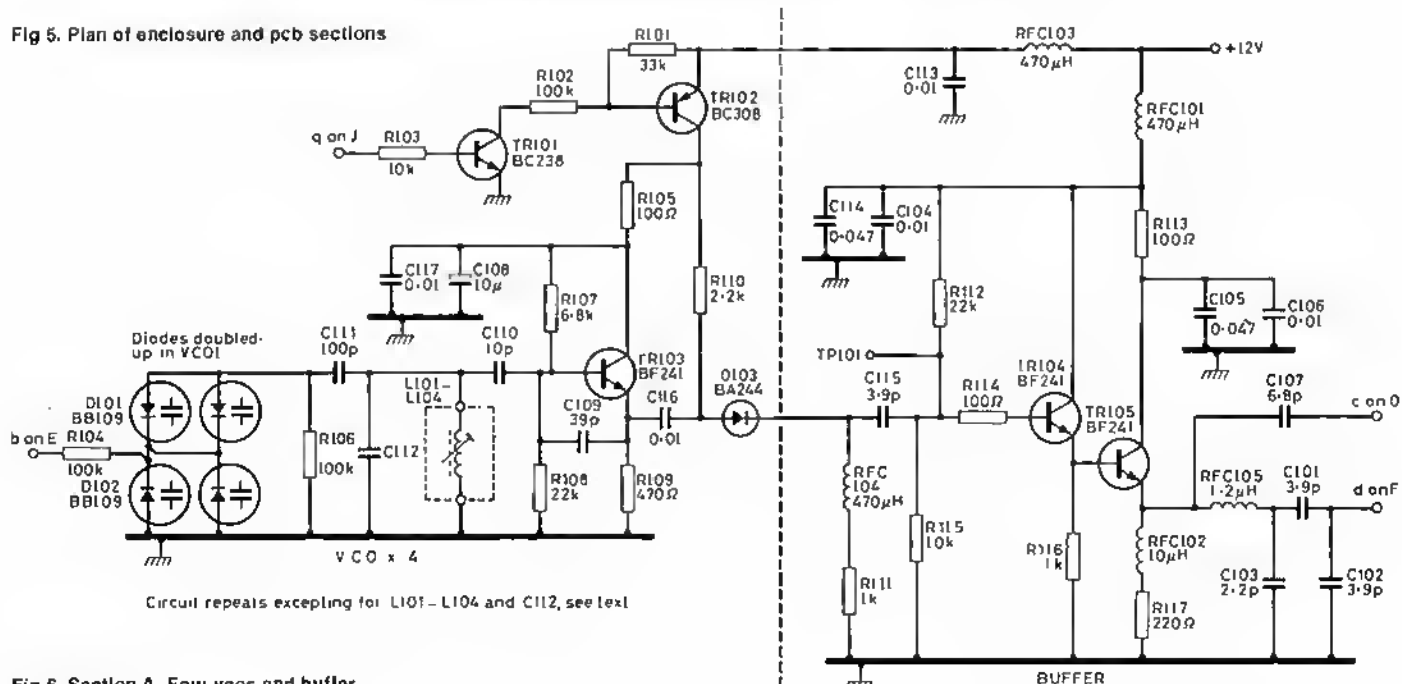 Fig 5. Plan of enclosure and pcb sections
R101
33k
RFC103
470µH
+12V
C113
0.01
R102
100k
TR102
BC308
RFC101
470µH
q on J
R103
10k
TR101
BC238
R105
100Ω
C114
0.047
C104
0.01
R113
100Ω
C117
0.01
C108
10µ
R107
6.8k
R110
2.2k
R112
22k
C105
0.047
C106
0.01
Diodes doubled-
up in VCO1
C111
100p
C110
10p
TR103
BF241
D103
BA244
TP101
C115
3.9p
R114
100Ω
TR104
BF241
TR105
BF241
C107
6.8p
c on O
D101
BB109
L101-
L104
C109
39p
C116
0.01
b on E
R104
100k
R106
100k
C112
RFC105
1.2µH
C101
3.9p
d on F
D102
BB109
R108
22k
R109
470Ω
RFC
104
470µH
R115
10k
R116
1k
RFC102
10µH
C103
2.2p
C102
3.9p
R111
1k
R117
220Ω
VCO x 4
Circuit repeats excepting for L101-L104 and C112, see text
BUFFER
Fig 6. Section A. Four vcos and buffer